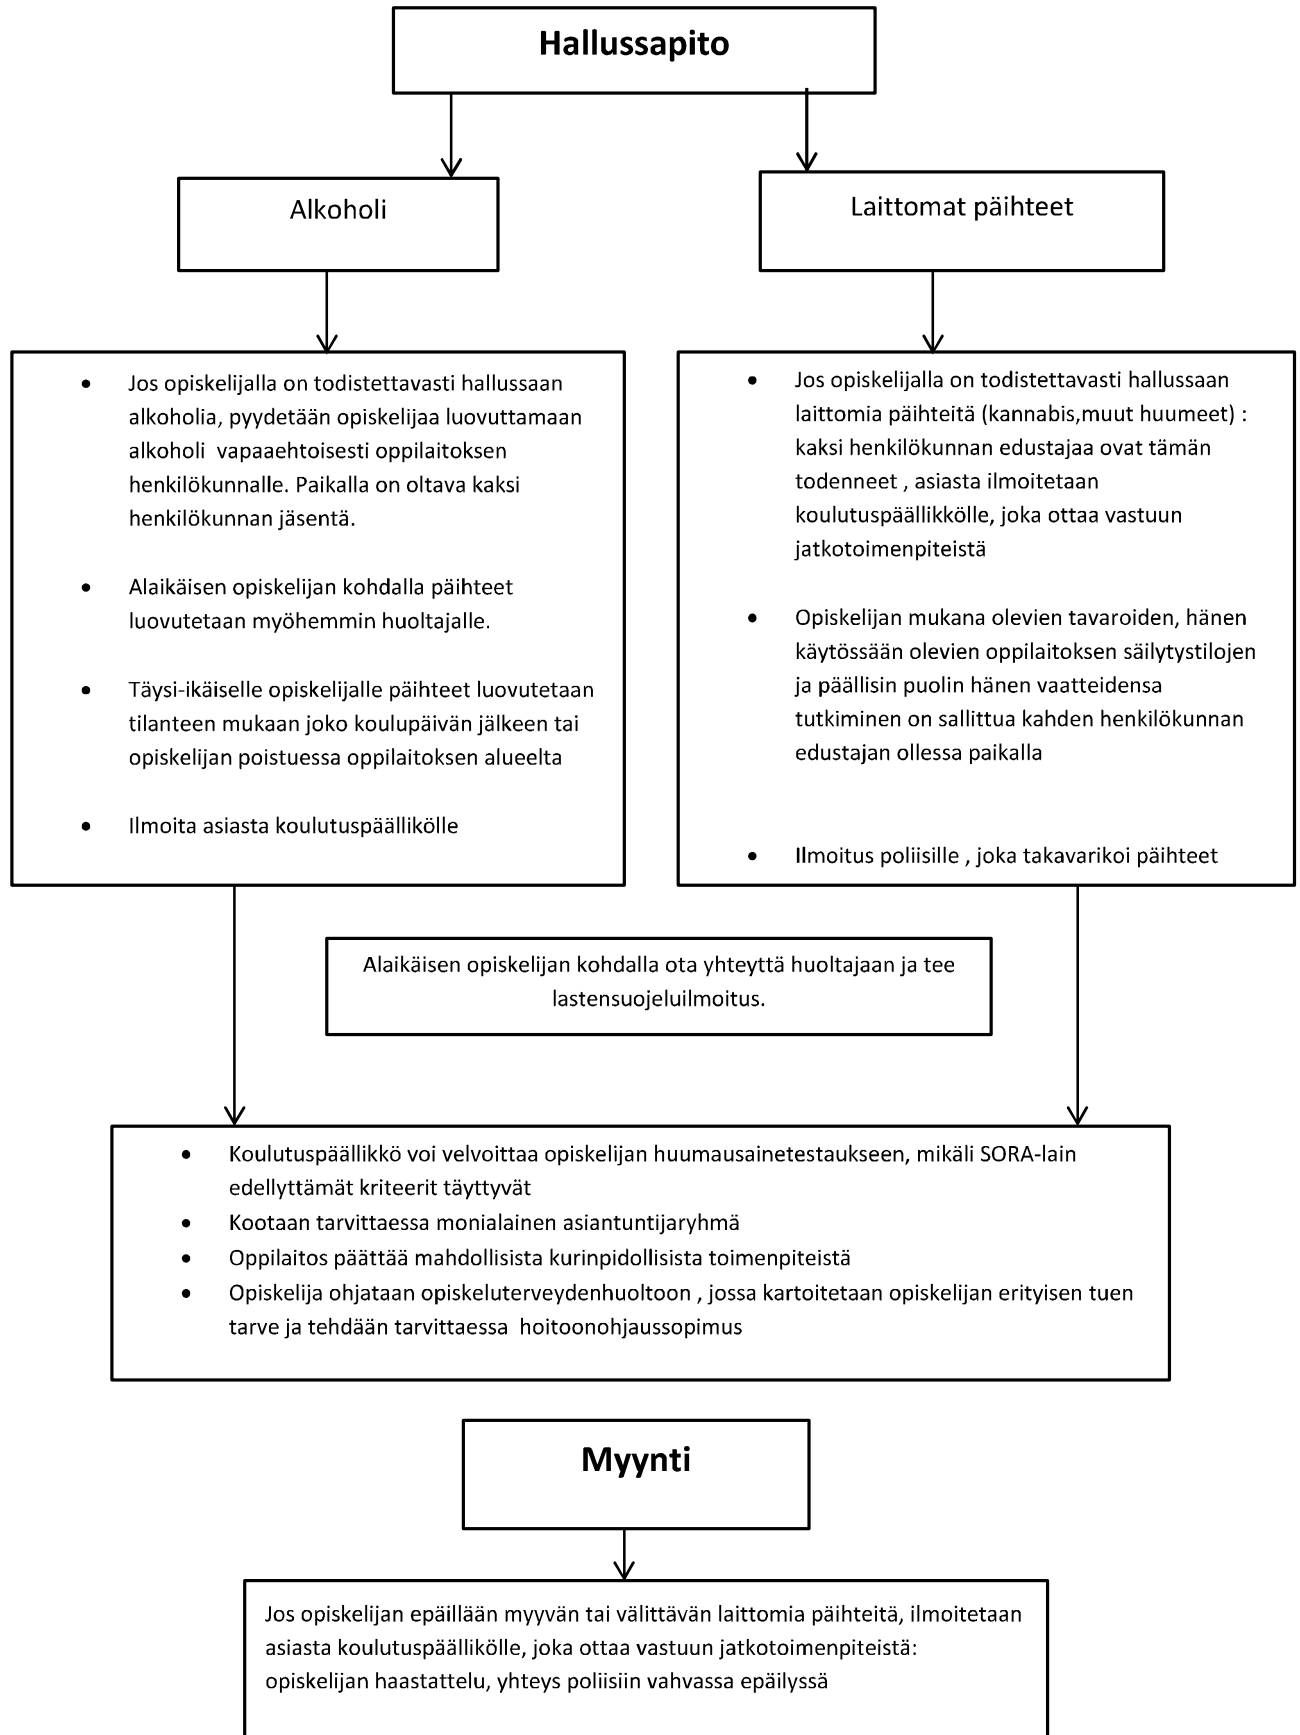 Hallussapito
Alkoholi
Laittomat päihteet
• Jos opiskelijalla on todistettavasti hallussaan
alkoholia, pyydetään opiskelijaa luovuttamaan
alkoholi vapaaehtoisesti oppilaitoksen
henkilökunnalle. Paikalla on oltava kaksi
henkilökunnan jäsentä.
• Alaikäisen opiskelijan kohdalla päihteet
luovutetaan myöhemmin huoltajalle.
• Täysi-ikäiselle opiskelijalle päihteet luovutetaan
tilanteen mukaan joko koulupäivän jälkeen tai
opiskelijan poistuessa oppilaitoksen alueelta
• Ilmoita asiasta koulutuspäällikölle
• Jos opiskelijalla on todistettavasti hallussaan
laittomia päihteitä (kannabis,muut huumeet) :
kaksi henkilökunnan edustajaa ovat tämän
todenneet , asiasta ilmoitetaan
koulutuspäällikkölle, joka ottaa vastuun
jatkotoimenpiteistä
• Opiskelijan mukana olevien tavaroiden, hänen
käytössään olevien oppilaitoksen säilytystilojen
ja päällisin puolin hänen vaatteidensa
tutkiminen on sallittua kahden henkilökunnan
edustajan ollessa paikalla
• Ilmoitus poliisille , joka takavarikoi päihteet
Alaikäisen opiskelijan kohdalla ota yhteyttä huoltajaan ja tee
lastensuojeluilmoitus.
• Koulutuspäällikkö voi velvoittaa opiskelijan huumausainetestaukseen, mikäli SORA-lain
edellyttämät kriteerit täyttyvät
• Kootaan tarvittaessa monialainen asiantuntijaryhmä
• Oppilaitos päättää mahdollisista kurinpidollisista toimenpiteistä
• Opiskelija ohjataan opiskeluterveydenhuoltoon , jossa kartoitetaan opiskelijan erityisen tuen
tarve ja tehdään tarvittaessa hoitoonohjaussopimus
Myynti
Jos opiskelijan epäillään myyvän tai välittävän laittomia päihteitä, ilmoitetaan
asiasta koulutuspäällikölle, joka ottaa vastuun jatkotoimenpiteistä:
opiskelijan haastattelu, yhteys poliisiin vahvassa epäilyssä